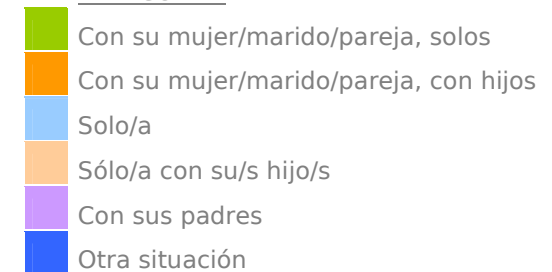 Con su mujer/marido/pareja, solos
Con su mujer/marido/pareja, con hijos
Solo/a
Sólo/a con su/s hijo/s
Con sus padres
Otra situación